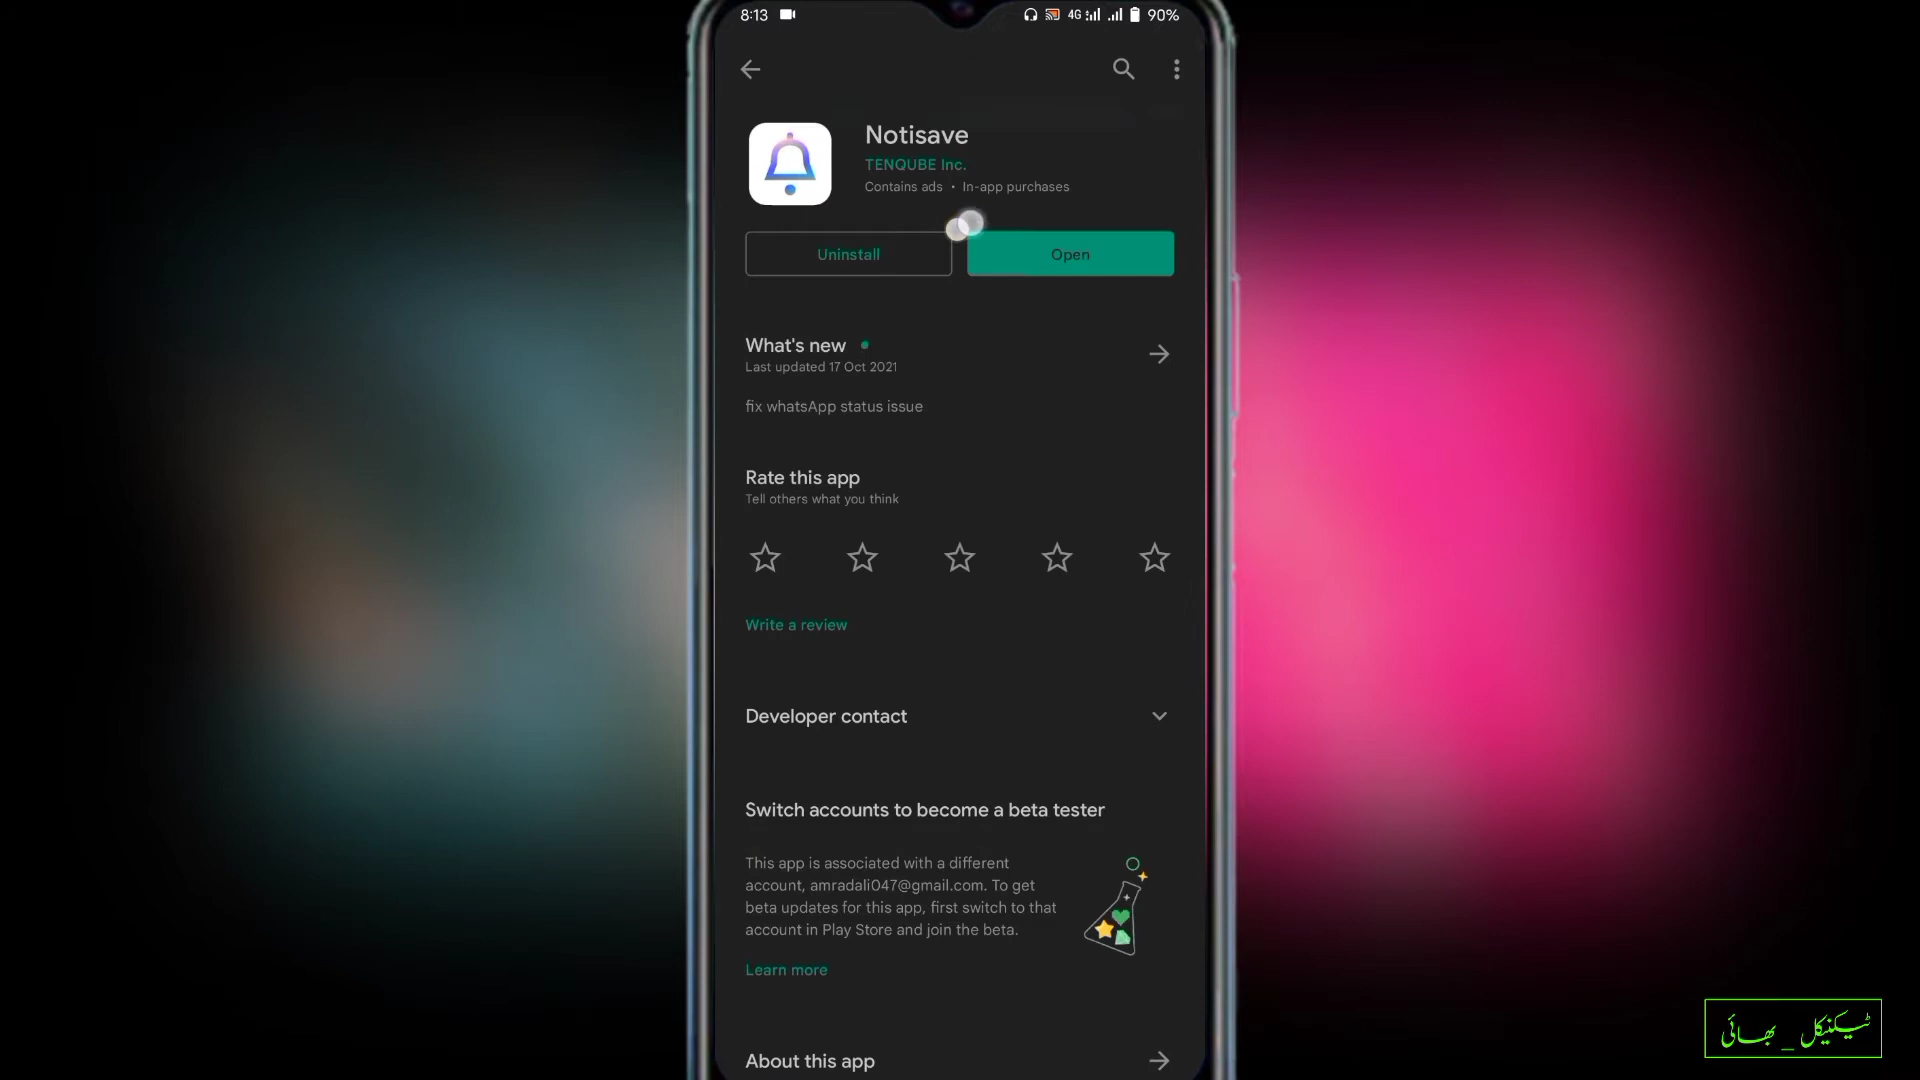 8:13
4G
90%
Notisave
TENQUBE Inc.
Contains ads • In-app purchases
Uninstall
Open
What's new
Last updated 17 Oct 2021
fix whatsApp status issue
Rate this app
Tell others what you think
Write a review
Developer contact
Switch accounts to become a beta tester
This app is associated with a different
account, amradali047@gmail.com. To get
beta updates for this app, first switch to that
account in Play Store and join the beta.
Learn more
About this app
ٹیکنیکل _ بھائی